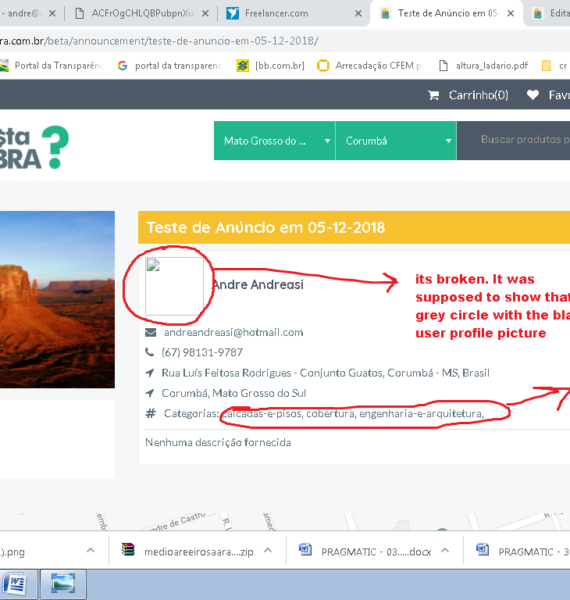 - andre@
ACFrOgCHLQBPubpnXu
Freelancer.com
Teste de Anúncio em 05-
Edita
ra.com.br/beta/announcement/teste-de-anuncio-em-05-12-2018/
Portal da Transparên
portal da transparenc
[bb.com.br]
Arrecadação CFEM p
altura_ladario.pdf
cr
Carrinho(0)
Favo
sta
BRA?
Mato Grosso do ...
Corumbá
Buscar produtos p
Teste de Anúncio em 05-12-2018
Andre Andreasi
its broken. It was
supposed to show that
grey circle with the bla
user profile picture
andreandreasi@hotmail.com
(67) 98131-9787
Rua Luís Feitosa Rodrigues - Conjunto Guatos, Corumbá - MS, Brasil
Corumbá, Mato Grosso do Sul
# Categorias: calcadas-e-pisos, cobertura, engenharia-e-arquitetura,
Nenhuma descrição fornecida
dre de Castru
R. I
).png
medioareeirosaara....zip
PRAGMATIC - 03.....docx
PRAGMATIC - 3